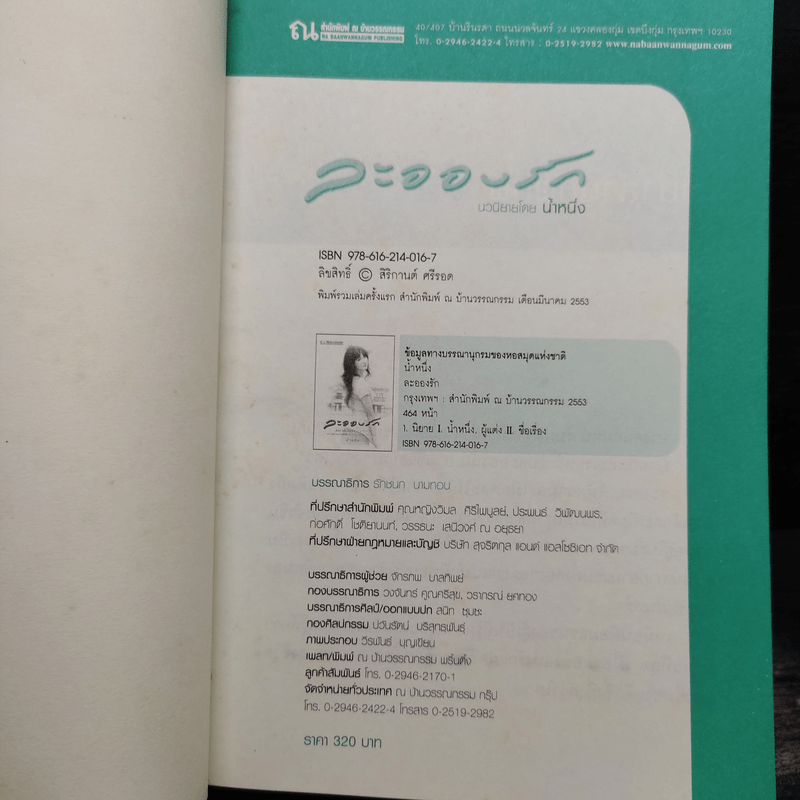 ณ สำนักพิมพ์ ณ บ้านวรรณกรรม
NA BAANWANNAGUM PUBLISHING
40/407 บ้านรินรดา ถนนนวลจันทร์ 24 แขวงคลองกุ่ม เขตบึงกุ่ม กรุงเทพฯ 10230
โทร. 0-2946-2422-4 โทรสาร : 0-2519-2982 www.nabaanwannagum.com
ละอองรัก
นวนิยายโดย น้ำหนึ่ง
ISBN 978-616-214-016-7
ลิขสิทธิ์ © สิริกานต์ ศรีรอด
พิมพ์รวมเล่มครั้งแรก สำนักพิมพ์ ณ บ้านวรรณกรรม เดือนมีนาคม 2553
ละอองรัก
ข้อมูลทางบรรณานุกรมของหอสมุดแห่งชาติ
น้ำหนึ่ง
ละอองรัก
กรุงเทพฯ : สำนักพิมพ์ ณ บ้านวรรณกรรม 2553
464 หน้า
1. นิยาย I. น้ำหนึ่ง, ผู้แต่ง II. ชื่อเรื่อง
ISBN 978-616-214-016-7
บรรณาธิการ รักชนก นามทอน
ที่ปรึกษาสำนักพิมพ์ คุณหญิงวิมล ศิริไพบูลย์, ประพนธ์ วิพัฒนพร,
ก่อศักดิ์ โชติยานนท์, วรรธนะ เสนีวงศ์ ณ อยุธยา
ที่ปรึกษาฝ่ายกฎหมายและบัญชี บริษัท สุจริตกุล แอนด์ แอสโซซิเอท จำกัด
บรรณาธิการผู้ช่วย จักรภพ บาลทิพย์
กองบรรณาธิการ วงจันทร์ คูณศรีสุข, วราภรณ์ ยศทอง
บรรณาธิการศิลป์/ออกแบบปก สนิท ชุมชะ
กองศิลปกรรม ปวันรัตน์ บริสุทธพันธุ์
ภาพประกอบ วีรพันธ์ บุญเขียน
เพลท/พิมพ์ ณ บ้านวรรณกรรม พริ้นติ้ง
ลูกค้าสัมพันธ์ โทร. 0-2946-2170-1
จัดจำหน่ายทั่วประเทศ ณ บ้านวรรณกรรม กรุ๊ป
โทร. 0-2946-2422-4 โทรสาร 0-2519-2982
ราคา 320 บาท